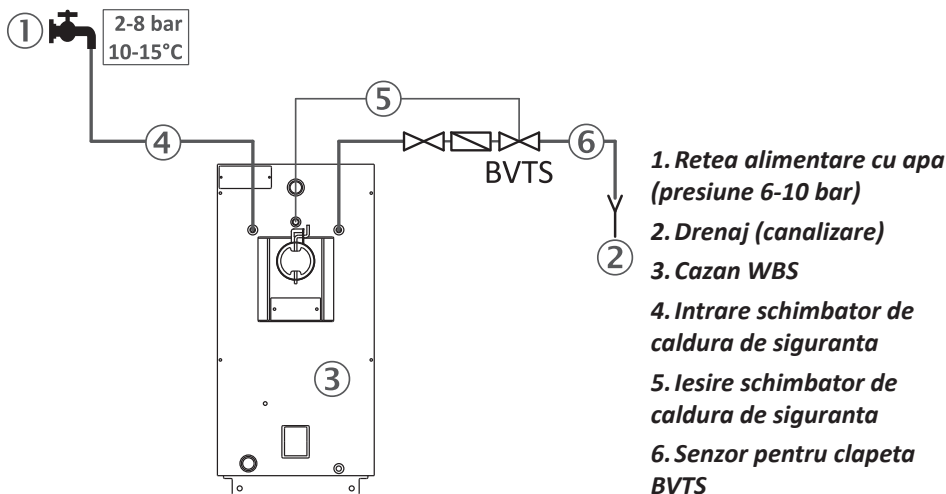 1
2-8 bar
10-15°C
5
4
6
BVTS
2
3
1. Retea alimentare cu apa
(presiune 6-10 bar)
2. Drenaj (canalizare)
3. Cazan WBS
4. Intrare schimbator de
caldura de siguranta
5. Iesire schimbator de
caldura de siguranta
6. Senzor pentru clapeta
BVTS